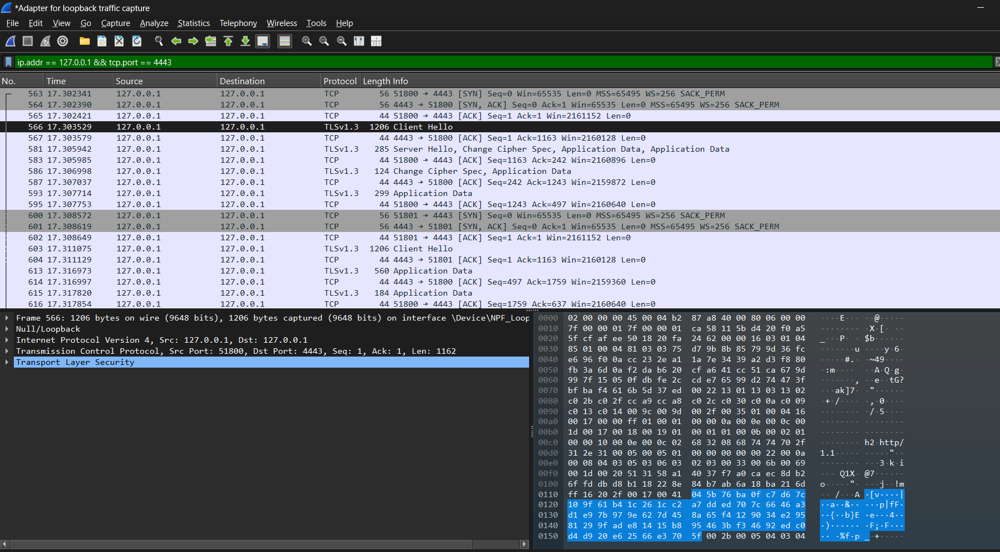 *Adapter for loopback traffic capture
File Edit View Go Capture Analyze Statistics Telephony Wireless Tools Help
ip.addr == 127.0.0.1 && tcp.port == 4443
No. Time Source Destination Protocol Length Info
563 17.302341 127.0.0.1 127.0.0.1 TCP 56 51800 → 4443 [SYN] Seq=0 Win=65535 Len=0 MSS=65495 WS=256 SACK_PERM
564 17.302390 127.0.0.1 127.0.0.1 TCP 56 4443 → 51800 [SYN, ACK] Seq=0 Ack=1 Win=65535 Len=0 MSS=65495 WS=256 SACK_PERM
565 17.302421 127.0.0.1 127.0.0.1 TCP 44 51800 → 4443 [ACK] Seq=1 Ack=1 Win=2161152 Len=0
566 17.303529 127.0.0.1 127.0.0.1 TLSv1.3 1206 Client Hello
567 17.303579 127.0.0.1 127.0.0.1 TCP 44 4443 → 51800 [ACK] Seq=1 Ack=1163 Win=2160128 Len=0
581 17.305942 127.0.0.1 127.0.0.1 TLSv1.3 285 Server Hello, Change Cipher Spec, Application Data, Application Data
583 17.305985 127.0.0.1 127.0.0.1 TCP 44 51800 → 4443 [ACK] Seq=1163 Ack=242 Win=2160896 Len=0
586 17.306998 127.0.0.1 127.0.0.1 TLSv1.3 124 Change Cipher Spec, Application Data
587 17.307037 127.0.0.1 127.0.0.1 TCP 44 4443 → 51800 [ACK] Seq=242 Ack=1243 Win=2159872 Len=0
593 17.307714 127.0.0.1 127.0.0.1 TLSv1.3 299 Application Data
595 17.307753 127.0.0.1 127.0.0.1 TCP 44 51800 → 4443 [ACK] Seq=1243 Ack=497 Win=2160640 Len=0
600 17.308572 127.0.0.1 127.0.0.1 TCP 56 51801 → 4443 [SYN] Seq=0 Win=65535 Len=0 MSS=65495 WS=256 SACK_PERM
601 17.308619 127.0.0.1 127.0.0.1 TCP 56 4443 → 51801 [SYN, ACK] Seq=0 Ack=1 Win=65535 Len=0 MSS=65495 WS=256 SACK_PERM
602 17.308649 127.0.0.1 127.0.0.1 TCP 44 51801 → 4443 [ACK] Seq=1 Ack=1 Win=2161152 Len=0
603 17.311075 127.0.0.1 127.0.0.1 TLSv1.3 1206 Client Hello
604 17.311129 127.0.0.1 127.0.0.1 TCP 44 4443 → 51801 [ACK] Seq=1 Ack=1163 Win=2160128 Len=0
613 17.316973 127.0.0.1 127.0.0.1 TLSv1.3 560 Application Data
614 17.316997 127.0.0.1 127.0.0.1 TCP 44 4443 → 51800 [ACK] Seq=497 Ack=1759 Win=2159360 Len=0
615 17.317820 127.0.0.1 127.0.0.1 TLSv1.3 184 Application Data
616 17.317854 127.0.0.1 127.0.0.1 TCP 44 51800 → 4443 [ACK] Seq=1759 Ack=637 Win=2160640 Len=0
Frame 566: 1206 bytes on wire (9648 bits), 1206 bytes captured (9648 bits) on interface \Device\NPF_Loop
Null/Loopback
Internet Protocol Version 4, Src: 127.0.0.1, Dst: 127.0.0.1
Transmission Control Protocol, Src Port: 51800, Dst Port: 4443, Seq: 1, Ack: 1, Len: 1162
Transport Layer Security
0000 02 00 00 00 45 00 04 b2 87 a8 40 00 80 06 00 00 ····E··· ··@·····
0010 7f 00 00 01 7f 00 00 01 ca 58 11 5b d4 20 f0 a5 ········ ·X·[· ··
0020 5f cf af ee 50 18 20 fa 24 62 00 00 16 03 01 04 _···P· · $b······
0030 85 01 00 04 81 03 03 75 d7 9b 8b 85 79 9d 36 fc ·······u ····y·6·
0040 e6 96 f0 0a cc 23 2e a1 1a 7e 34 39 a2 d3 f8 80 ·····#.· ·~49····
0050 fb 3a 6d 0a f2 da b6 20 cf a6 41 cc 51 ca 67 9d ·:m···· ··A·Q·g·
0060 99 7f 15 05 0f db fe 2c cd e7 65 99 d2 74 47 3f ·······, ··e··tG?
0070 bf ba f4 61 6b 5d 37 ed 00 22 13 01 13 03 13 02 ···ak]7· ·"······
0080 c0 2b c0 2f cc a9 cc a8 c0 2c c0 30 c0 0a c0 09 ·+·/···· ·,·0····
0090 c0 13 c0 14 00 9c 00 9d 00 2f 00 35 01 00 04 16 ········ ·/·5····
00a0 00 17 00 00 ff 01 00 01 00 00 0a 00 0e 00 0c 00 ········ ········
00b0 1d 00 17 00 18 00 19 01 00 01 01 00 0b 00 02 01 ········ ········
00c0 00 00 10 00 0e 00 0c 02 68 32 08 68 74 74 70 2f ········ h2·http/
00d0 31 2e 31 00 05 00 05 01 00 00 00 00 00 22 00 0a 1.1····· ·····"··
00e0 00 08 04 03 05 03 06 03 02 03 00 33 00 6b 00 69 ········ ···3·k·i
00f0 00 1d 00 20 51 31 58 a1 40 37 f7 a0 ca ec 8d b2 ··· Q1X· @7······
0100 6f fd db d8 b1 18 22 8e 84 b7 ab 6a 18 ba 21 6d o·····"· ···j··!m
0110 ff 16 20 2f 00 17 00 41 04 5b 76 ba 0f c7 d6 7c ·· /···A ·[v····|
0120 10 9f 61 b4 1c 26 1c c2 a7 dd ed 70 7c 66 46 a3 ··a··&·· ···p|fF·
0130 d1 e9 7b 97 9e 62 7d 45 8a 65 f4 12 90 34 e2 95 ··{··b}E ·e···4··
0140 81 29 9f ad e8 14 15 b8 95 46 3b f3 46 92 ed c0 ·)······ ·F;·F···
0150 d4 d9 20 e6 25 66 e3 70 5f 00 2b 00 05 04 03 04 ·· ·%f·p _·+·····